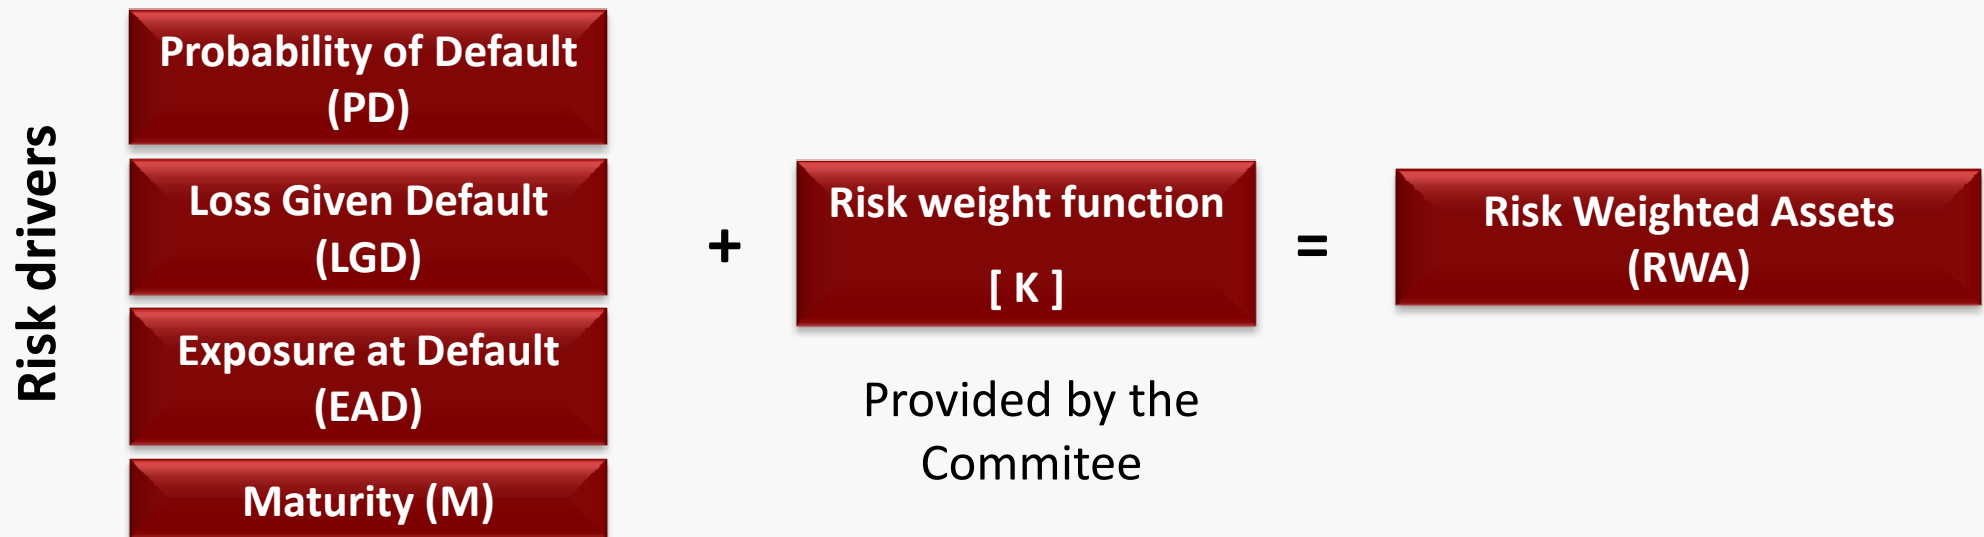 Risk drivers
Probability of Default
(PD)
Loss Given Default
(LGD)
Exposure at Default
(EAD)
Maturity (M)
+
Risk weight function
[ K ]
Provided by the
Commitee
=
Risk Weighted Assets
(RWA)